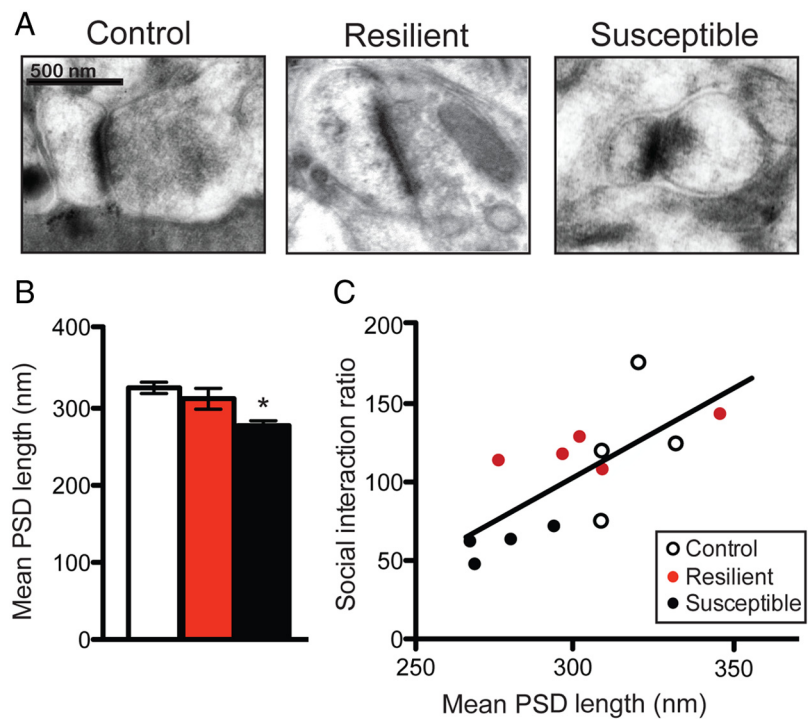 A
Control
Resilient
Susceptible
500 nm
B
C
Mean PSD length (nm)
400
300
200
100
0
*
Social interaction ratio
200
150
100
50
0
250
300
350
Mean PSD length (nm)
Control
Resilient
Susceptible